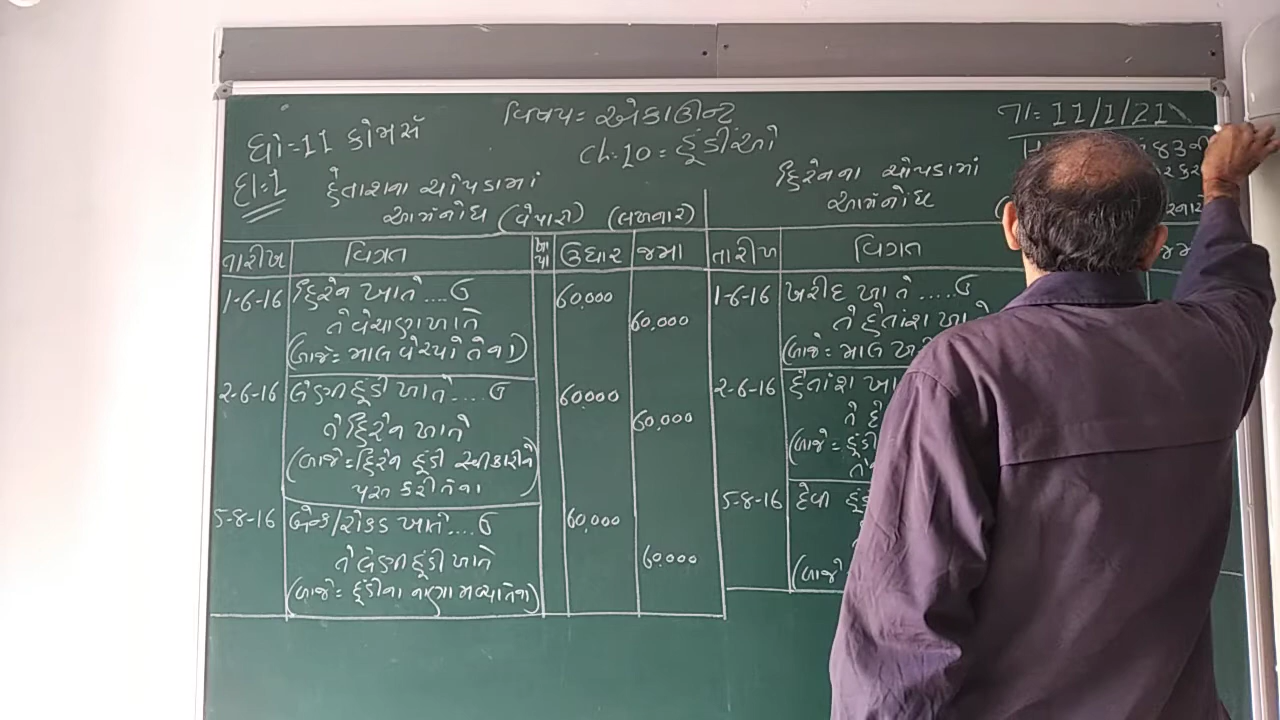 ધો=11 કોમર્સ
વિષય= એકાઉન્ટ
ch:10= હૂંડીઓ
તા= 11/1/21
દા=1
હેતાંશના ચોપડામાં
આમનોંધ (વેપારી) (લખનાર)
હિરેનના ચોપડામાં
આમનોંધ
તારીખ વિગત ખા પા ઉધાર જમા
1-6-16 હિરેન ખાતે....ઉ 60,000
તે વેચાણ ખાતે 60,000
(બાજે= માલ વેચ્યો તેના)
2-6-16 લેણી હૂંડી ખાતે....ઉ 60,000
તે હિરેન ખાતે 60,000
(બાજે= હિરેન હૂંડી સ્વીકારીને
પરત કરી તેના
5-8-16 બેન્ક/રોકડ ખાતે....ઉ 60,000
તે લેણી હૂંડી ખાતે 60,000
(બાજે= હૂંડીના નાણા મળ્યા તેના)
તારીખ વિગત
1-6-16 ખરીદ ખાતે.....ઉ
તે હેતાંશ
(બાજે= માલ
2-6-16 હેતાંશ
તે
(બાજે= હૂંડી
5-8-16 દેવી
(બાજે